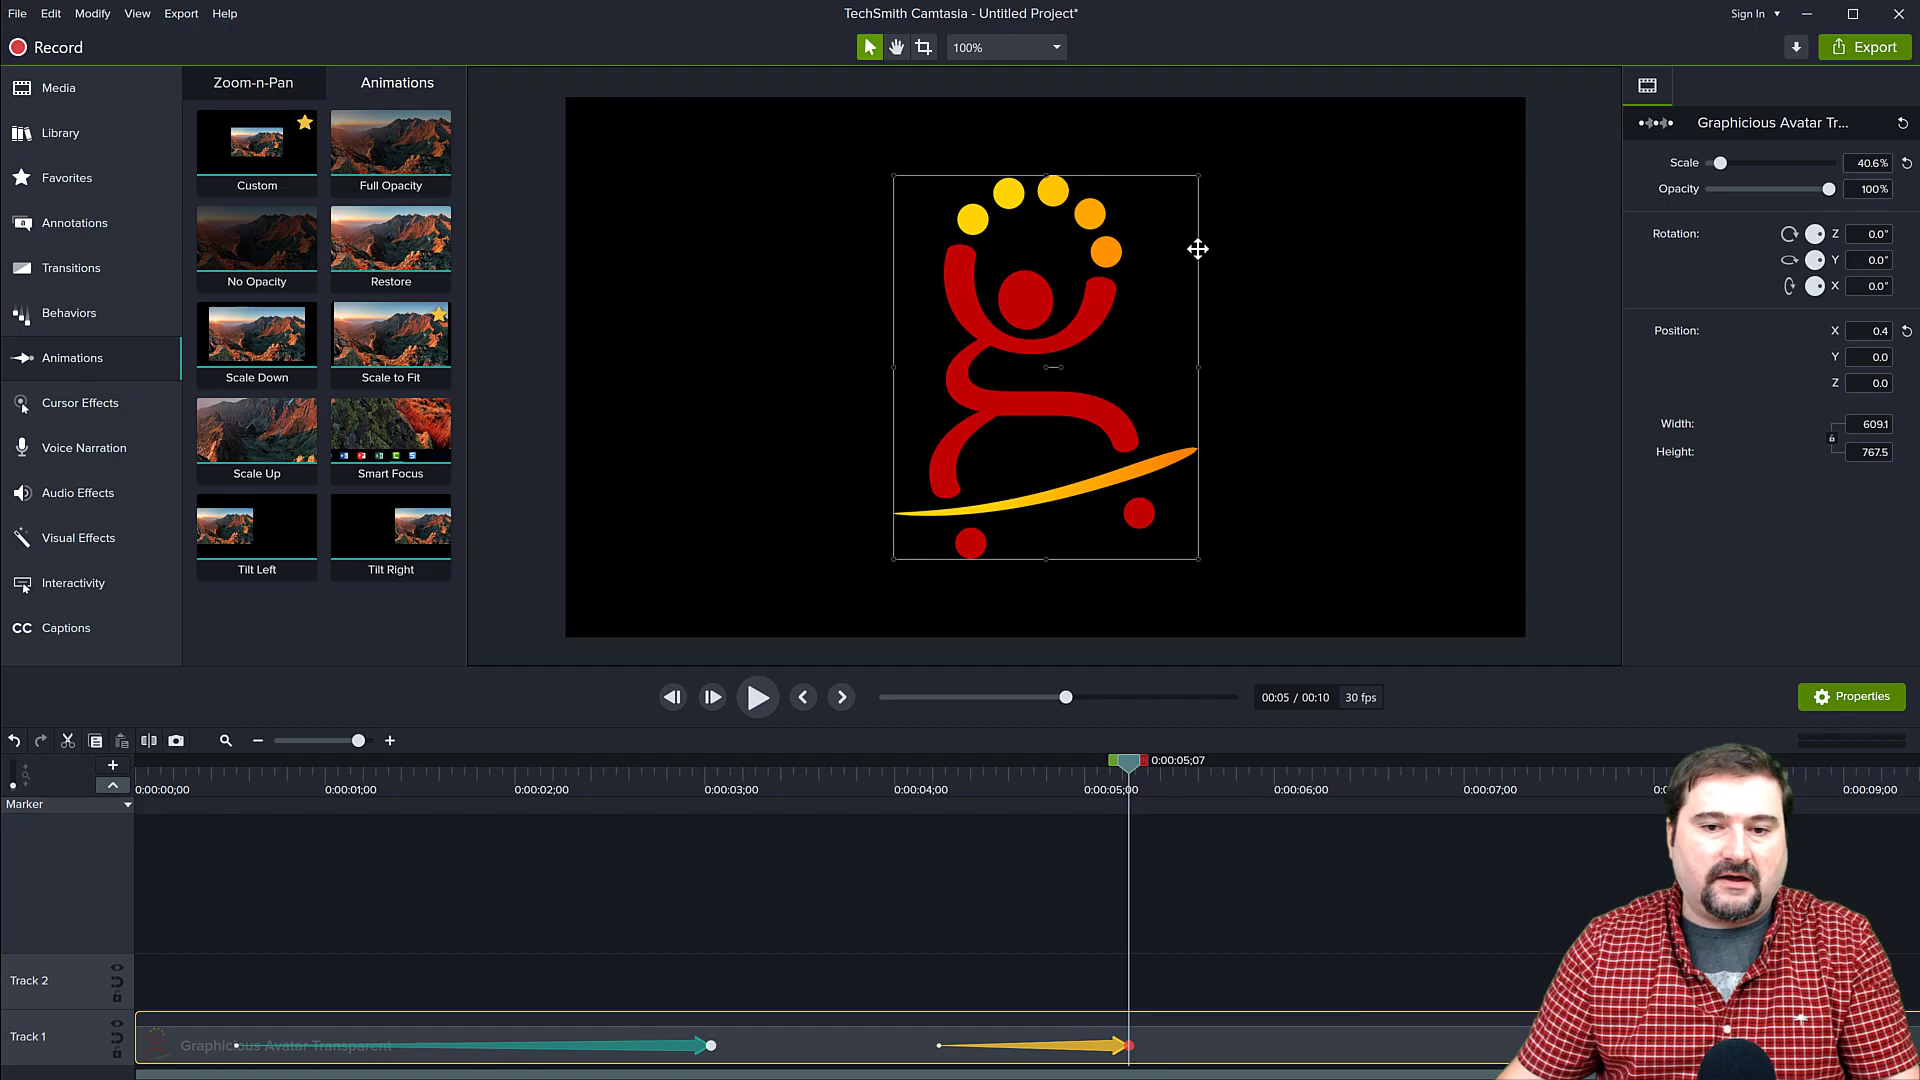 File Edit Modify View Export Help
TechSmith Camtasia - Untitled Project*
Sign In
Record
100%
Export
Media
Library
Favorites
Annotations
Transitions
Behaviors
Animations
Cursor Effects
Voice Narration
Audio Effects
Visual Effects
Interactivity
CC Captions
Zoom-n-Pan Animations
Custom Full Opacity
No Opacity Restore
Scale Down Scale to Fit
Scale Up Smart Focus
Tilt Left Tilt Right
Graphicious Avatar Tr...
Scale 40.6%
Opacity 100%
Rotation: Z 0.0°
Y 0.0°
X 0.0°
Position: X 0.4
Y 0.0
Z 0.0
Width: 609.1
Height: 767.5
00:05 / 00:10 30 fps
Properties
0:00:05;07
0:00:00;00 0:00:01;00 0:00:02;00 0:00:03;00 0:00:04;00 0:00:05;00 0:00:06;00 0:00:07;00 0:00:09;00
Marker
Track 2
Track 1
Graphicious Avatar Transparent